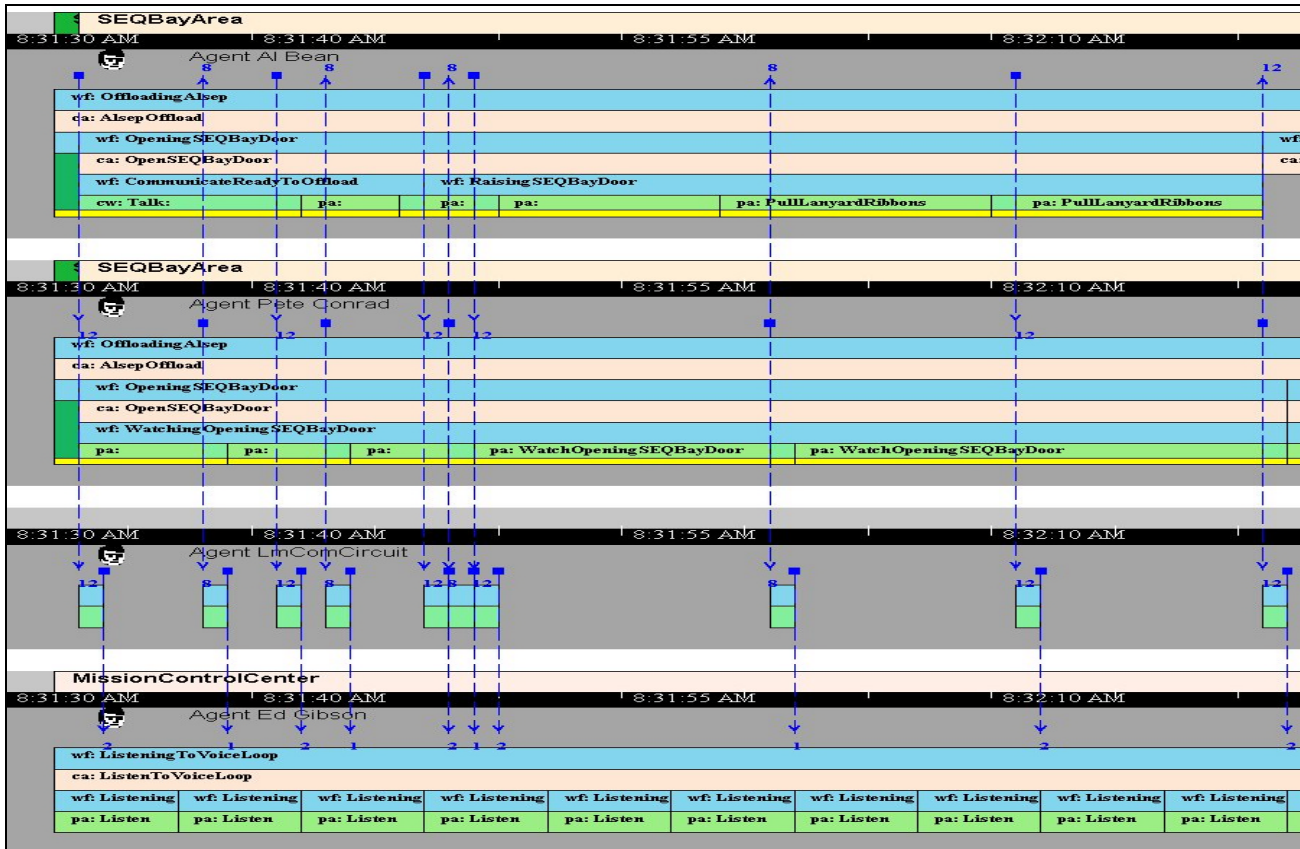 SEQBayArea
8:31:30 AM 8:31:40 AM 8:31:55 AM 8:32:10 AM
Agent Al Bean
8 8 8 8 12
wf: OffloadingAlsep
ca: AlsepOffload
wf: OpeningSEQBayDoor wf:
ca: OpenSEQBayDoor ca:
wf: CommunicateReadyToOffload wf: RaisingSEQBayDoor
cw: Talk: pa: pa: pa: pa: PullLanyardRibbons pa: PullLanyardRibbons
SEQBayArea
8:31:30 AM 8:31:40 AM 8:31:55 AM 8:32:10 AM
Agent Pete Conrad
12 12 12 12 12
wf: OffloadingAlsep
ca: AlsepOffload
wf: OpeningSEQBayDoor
ca: OpenSEQBayDoor
wf: WatchingOpeningSEQBayDoor
pa: pa: pa: pa: WatchOpeningSEQBayDoor pa: WatchOpeningSEQBayDoor
8:31:30 AM 8:31:40 AM 8:31:55 AM 8:32:10 AM
Agent LmComCircuit
12 8 12 8 12 8 12 8 12 12
MissionControlCenter
8:31:30 AM 8:31:40 AM 8:31:55 AM 8:32:10 AM
Agent Ed Gibson
2 1 2 1 2 1 2 1 2 2
wf: ListeningToVoiceLoop
ca: ListenToVoiceLoop
wf: Listening wf: Listening wf: Listening wf: Listening wf: Listening wf: Listening wf: Listening wf: Listening wf: Listening wf: Listening
pa: Listen pa: Listen pa: Listen pa: Listen pa: Listen pa: Listen pa: Listen pa: Listen pa: Listen pa: Listen